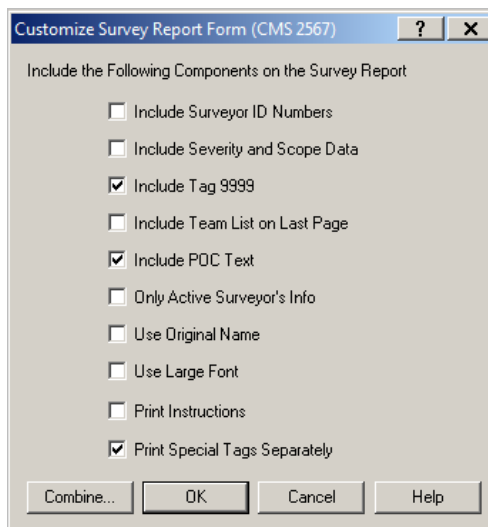 Customize Survey Report Form (CMS 2567)
Include the Following Components on the Survey Report
Include Surveyor ID Numbers
Include Severity and Scope Data
Include Tag 9999
Include Team List on Last Page
Include POC Text
Only Active Surveyor's Info
Use Original Name
Use Large Font
Print Instructions
Print Special Tags Separately
Combine... OK Cancel Help